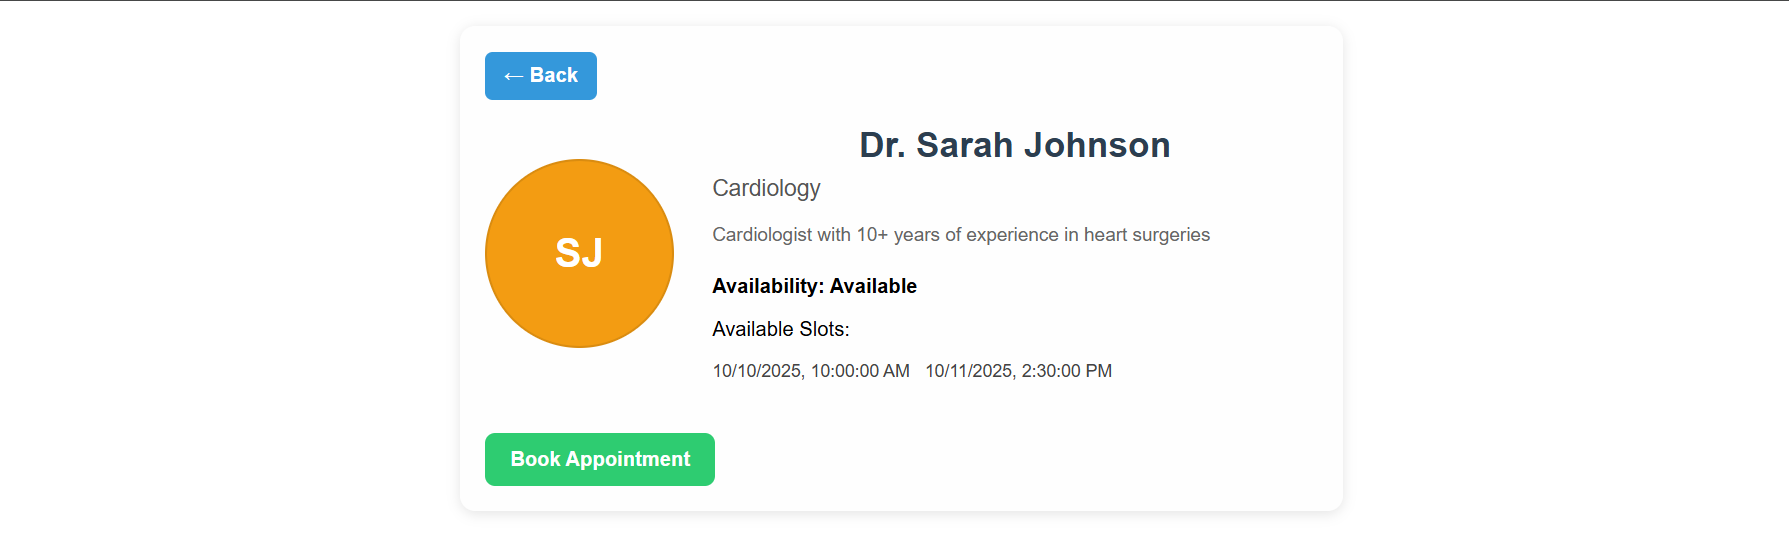 ← Back
Dr. Sarah Johnson
Cardiology
SJ
Cardiologist with 10+ years of experience in heart surgeries
Availability: Available
Available Slots:
10/10/2025, 10:00:00 AM 10/11/2025, 2:30:00 PM
Book Appointment